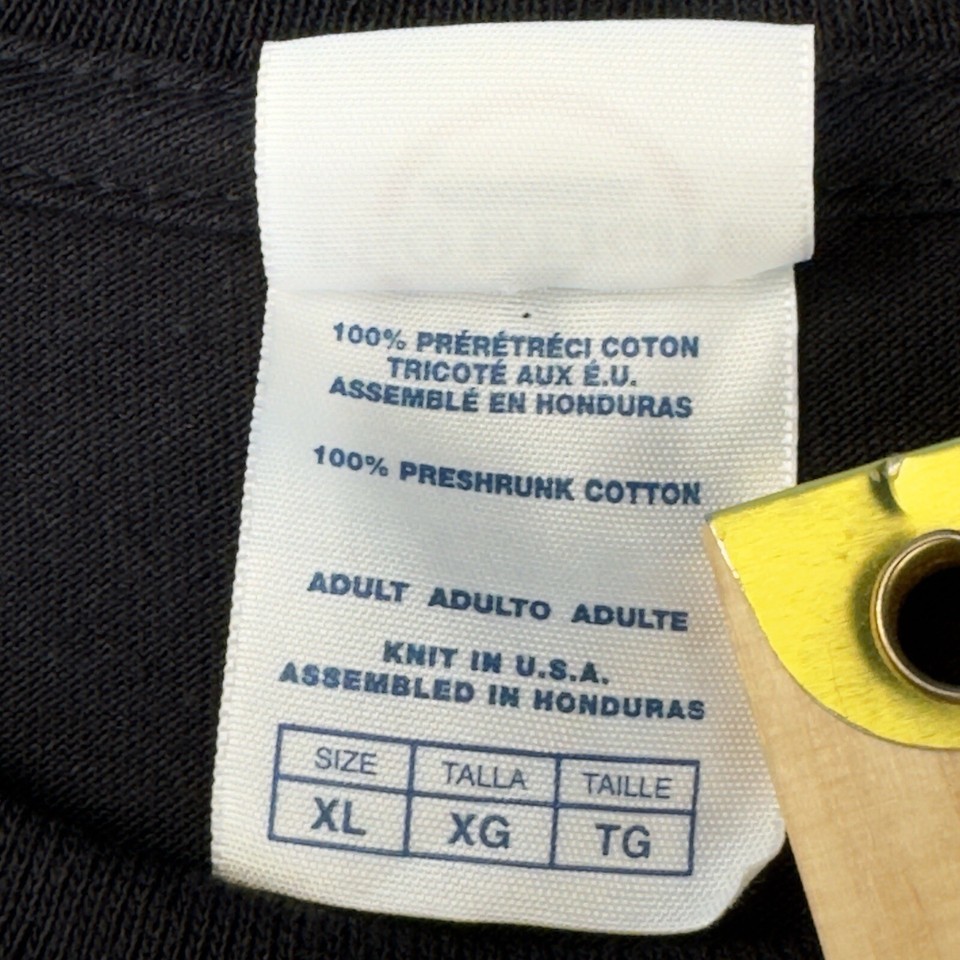 100% PRÉRÉTRÉCI COTON
TRICOTÉ AUX É.U.
ASSEMBLÉ EN HONDURAS
100% PRESHRUNK COTTON
ADULT ADULTO ADULTE
KNIT IN U.S.A.
ASSEMBLED IN HONDURAS
SIZE TALLA TAILLE
XL XG TG